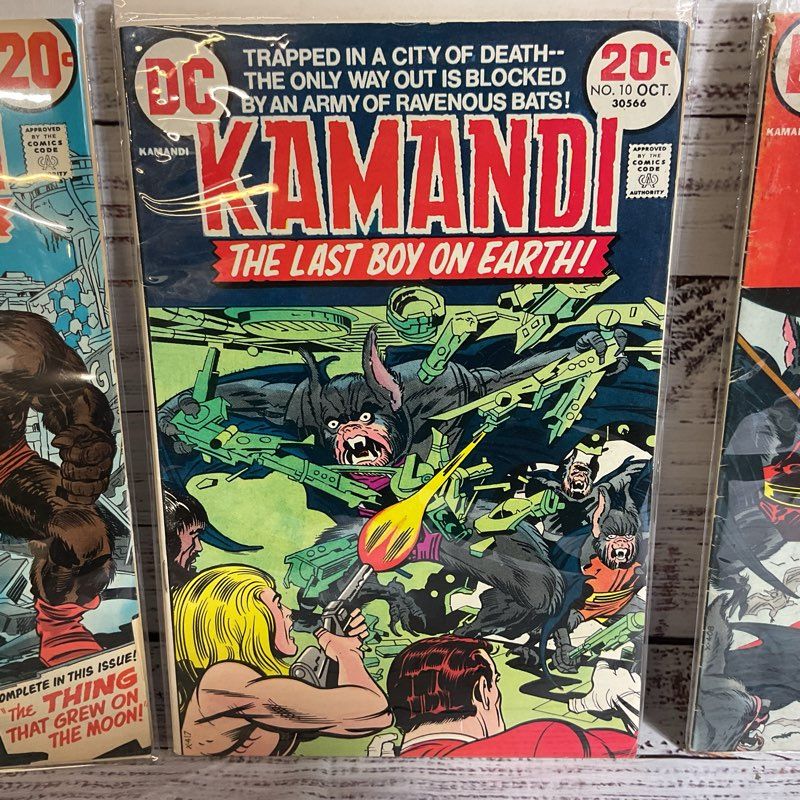 20¢
APPROVED
BY THE
COMICS
CODE
COMPLETE IN THIS ISSUE!
"THE THING
THAT GREW ON
THE MOON!"
DC
TRAPPED IN A CITY OF DEATH--
THE ONLY WAY OUT IS BLOCKED
BY AN ARMY OF RAVENOUS BATS!
20¢
NO. 10 OCT.
30566
KAMANDI
KAMANDI
APPROVED
BY THE
COMICS
CODE
CA
AUTHORITY
THE LAST BOY ON EARTH!
X-417